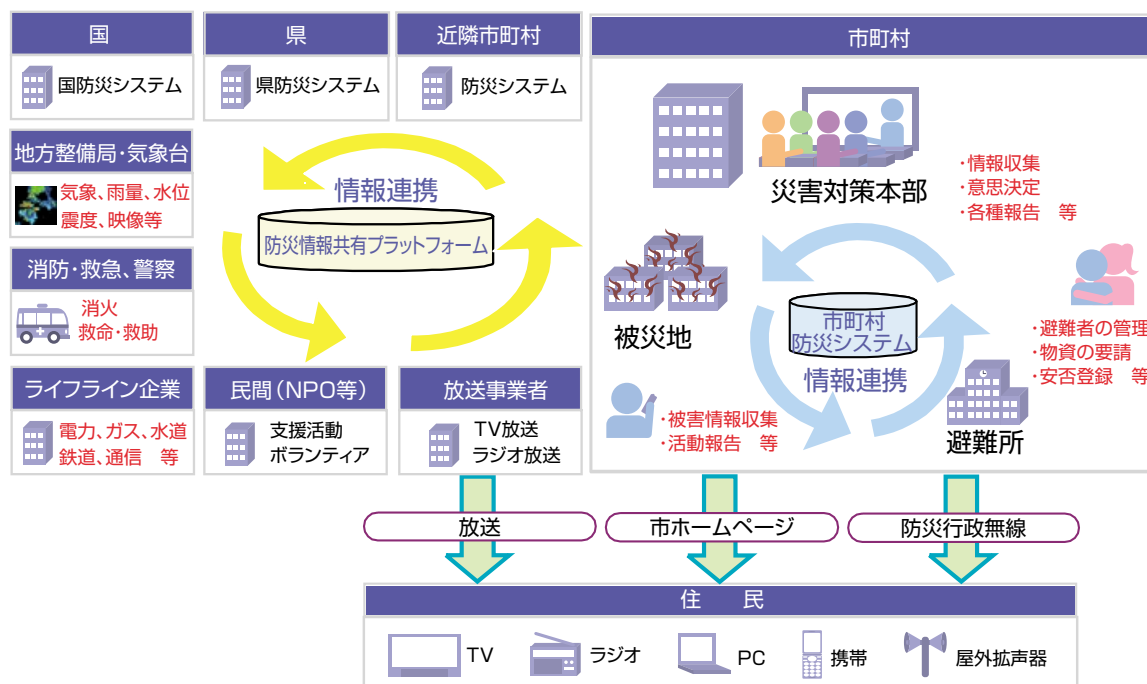 国
県
近隣市町村
市町村
国防災システム
県防災システム
防災システム
地方整備局・気象台
気象、雨量、水位
震度、映像等
情報連携
防災情報共有プラットフォーム
消防・救急、警察
消火
救命・救助
ライフライン企業
民間(NPO等)
放送事業者
電力、ガス、水道
鉄道、通信 等
支援活動
ボランティア
TV放送
ラジオ放送
災害対策本部
・情報収集
・意思決定
・各種報告 等
被災地
市町村
防災システム
情報連携
・避難者の管理
・物資の要請
・安否登録 等
・被害情報収集
・活動報告 等
避難所
放送
市ホームページ
防災行政無線
住 民
TV
ラジオ
PC
携帯
屋外拡声器